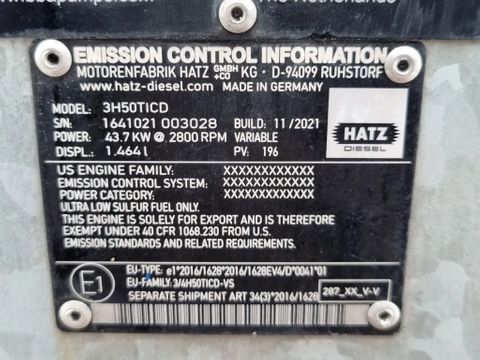 The Netherlands
EMISSION CONTROL INFORMATION
MOTORENFABRIK HATZ GMBH +CO KG · D-94099 RUHSTORF
www.hatz-diesel.com MADE IN GERMANY
MODEL: 3H50TICD
S/N: 1641021 003028 BUILD: 11/2021
POWER: 43.7 KW @ 2800 RPM VARIABLE
DISPL.: 1.464 l PV: 196
HATZ
DIESEL
US ENGINE FAMILY: XXXXXXXXXXXX
EMISSION CONTROL SYSTEM: XXXXXXXXXXXX
POWER CATEGORY: XXXXXXXXXXXX
ULTRA LOW SULFUR FUEL ONLY.
THIS ENGINE IS SOLELY FOR EXPORT AND IS THEREFORE
EXEMPT UNDER 40 CFR 1068.230 FROM US
EMISSION STANDARDS AND RELATED REQUIREMENTS.
E1
EU-TYPE: e1*2016/1628*2016/1628EV4/D*0041*01
EU-FAMILY: 3/4H50TICD-VS
SEPARATE SHIPMENT ART 34(3)*2016/1628
287_XX_V-V